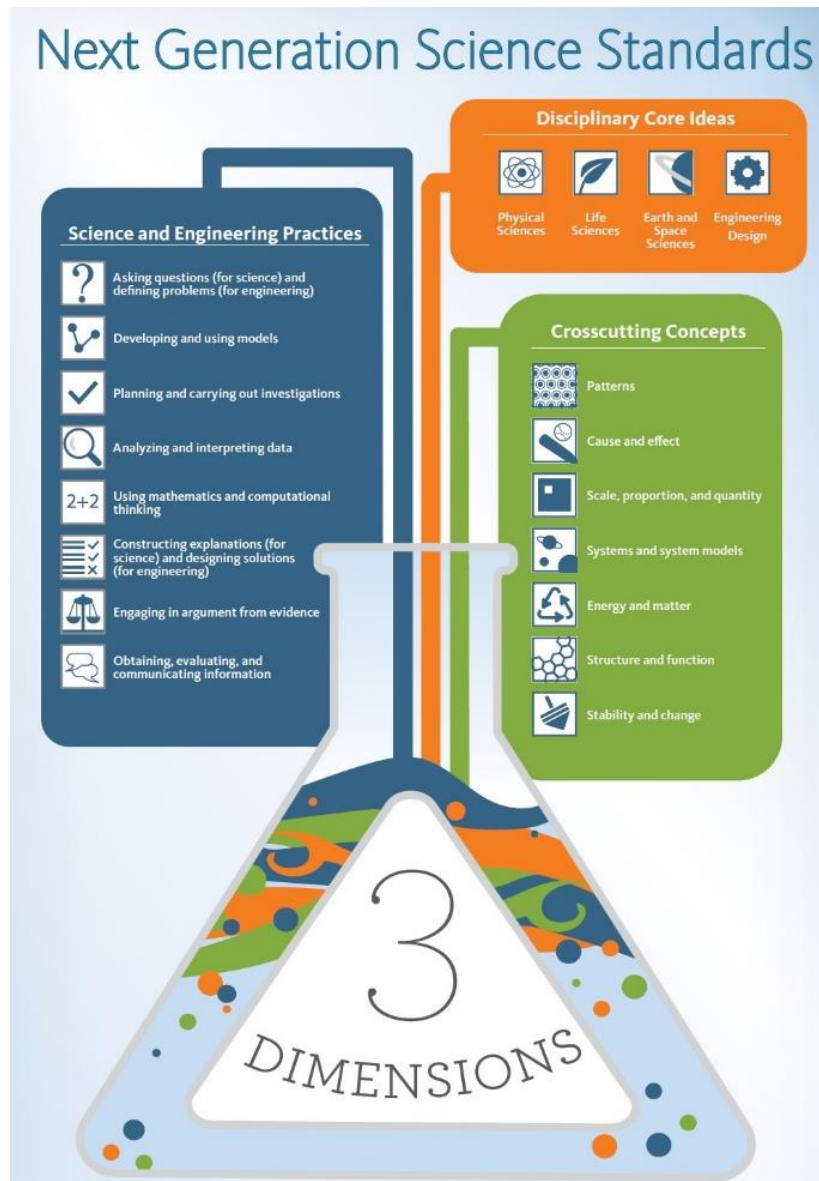 Next Generation Science Standards
Disciplinary Core Ideas
Physical
Sciences
Life
Sciences
Earth and
Space
Sciences
Engineering
Design
Science and Engineering Practices
?
Asking questions (for science) and
defining problems (for engineering)
Developing and using models
Planning and carrying out investigations
Analyzing and interpreting data
2+2
Using mathematics and computational
thinking
Constructing explanations (for
science) and designing solutions
(for engineering)
Engaging in argument from evidence
Obtaining, evaluating, and
communicating information
Crosscutting Concepts
Patterns
Cause and effect
Scale, proportion, and quantity
Systems and system models
Energy and matter
Structure and function
Stability and change
3
DIMENSIONS